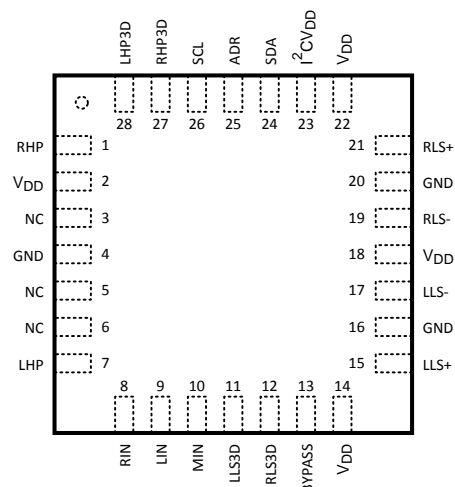 LHP3D RHP3D SCL ADR SDA I²CVDD VDD
28 27 26 25 24 23 22
RHP 1 21 RLS+
VDD 2 20 GND
NC 3 19 RLS-
GND 4 18 VDD
NC 5 17 LLS-
NC 6 16 GND
LHP 7 15 LLS+
8 9 10 11 12 13 14
RIN LIN MIN LLS3D RLS3D BYPASS VDD